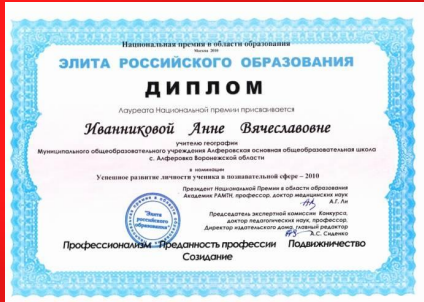 Национальная премия в области образования
Москва 2010
ЭЛИТА РОССИЙСКОГО ОБРАЗОВАНИЯ
ДИПЛОМ
Лауреата Национальной премии присваивается
Иванниковой Анне Вячеславовне
учителю географии
Муниципального общеобразовательного учреждения Алферовская основная общеобразовательная школа
с. Алферовка Воронежской области
в номинации
Успешное развитие личности ученика в познавательной сфере – 2010
Президент Национальной Премии в области образования
Академик РАМТН, профессор, доктор медицинских наук
А.Г. Ли
Председатель экспертной комиссии Конкурса,
доктор педагогических наук, профессор,
Директор издательского дома, главный редактор
А.С. Сиденко
"Элита российского образования"
Профессионализм Преданность профессии Подвижничество
Созидание